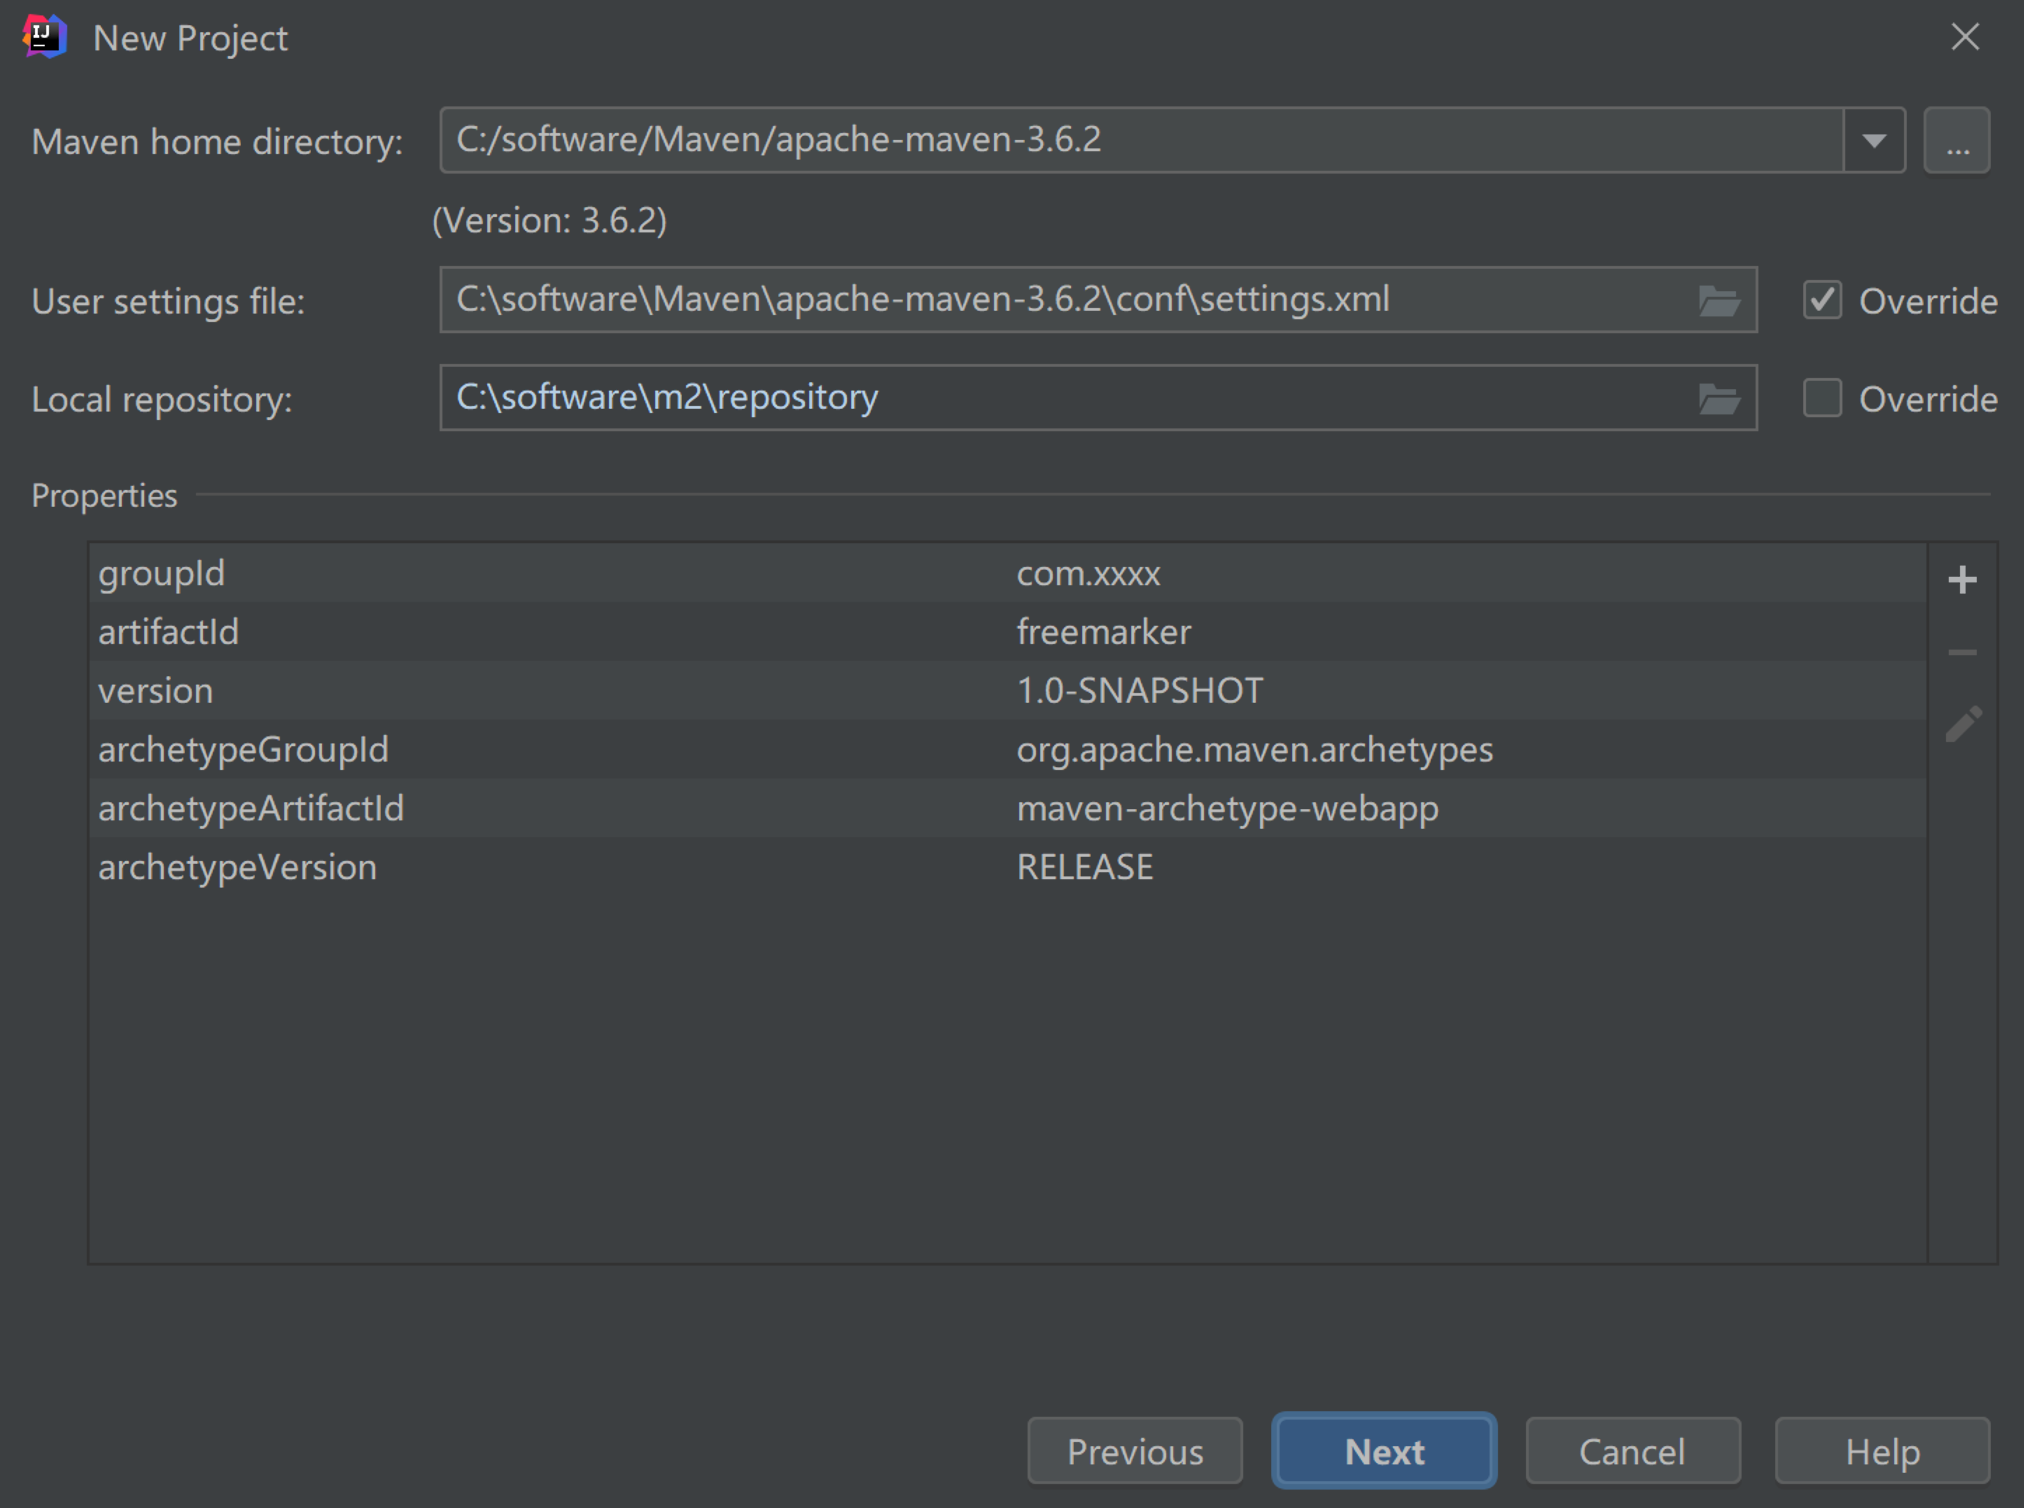 IJ
New Project
Maven home directory: C:/software/Maven/apache-maven-3.6.2 ...
(Version: 3.6.2)
User settings file: C:\software\Maven\apache-maven-3.6.2\conf\settings.xml Override
Local repository: C:\software\m2\repository Override
Properties
groupId com.xxxx
artifactId freemarker
version 1.0-SNAPSHOT
archetypeGroupId org.apache.maven.archetypes
archetypeArtifactId maven-archetype-webapp
archetypeVersion RELEASE
Previous Next Cancel Help